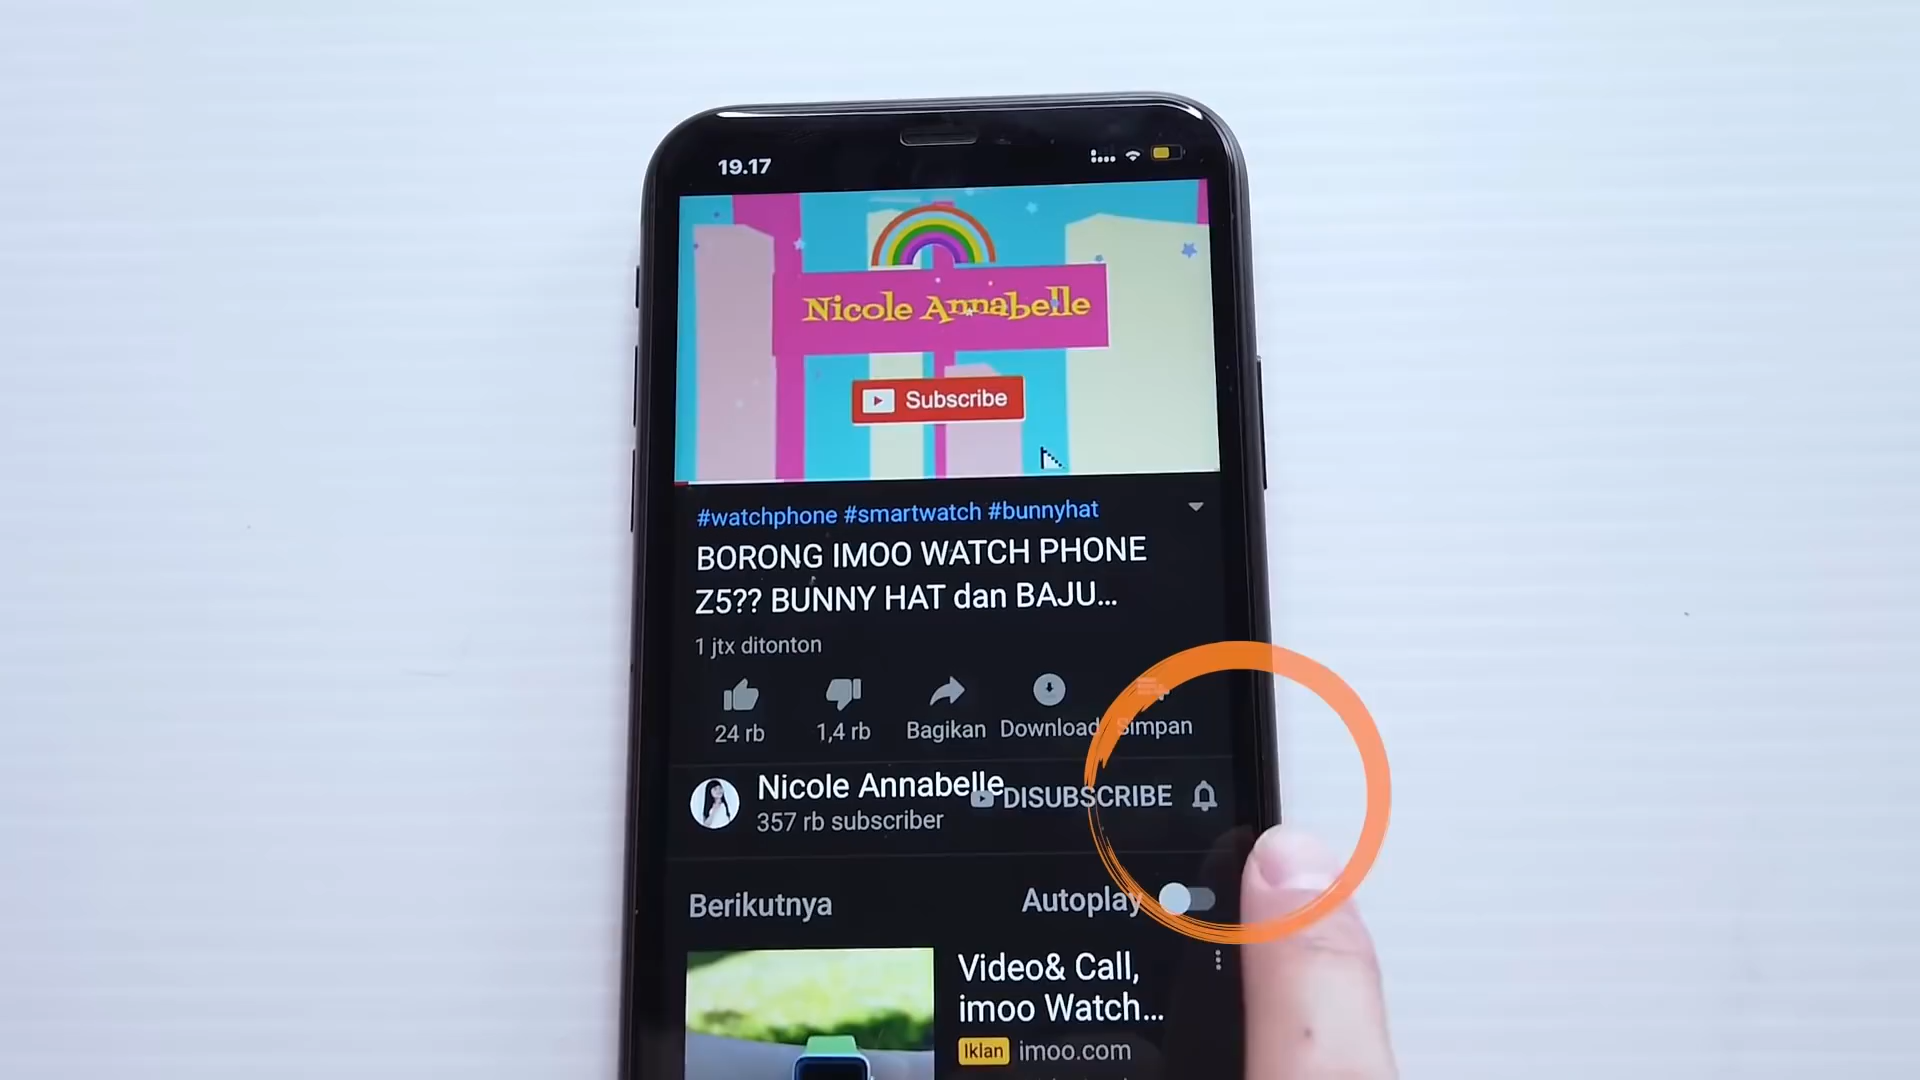 19.17
Nicole Annabelle
Subscribe
#watchphone #smartwatch #bunnyhat
BORONG IMOO WATCH PHONE
Z5?? BUNNY HAT dan BAJU...
1 jtx ditonton
24 rb
1,4 rb
Bagikan
Download
Simpan
Nicole Annabelle
DISUBSCRIBE
357 rb subscriber
Berikutnya
Autoplay
Video& Call,
imoo Watch...
Iklan imoo.com